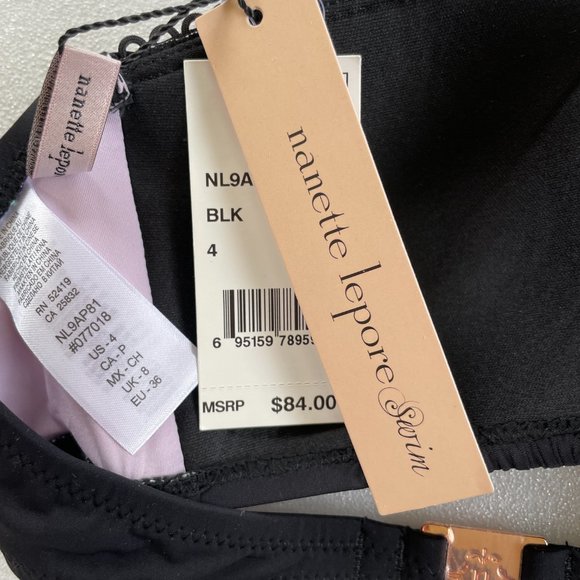 nanette lepore
NL9A
BLK
4
6 95159 7895
MSRP $84.00
nanette lepore Swim
RN 52419
CA 25832
NL9AP81
#077018
US - 4
CA - P
MX - CH
UK - 8
EU - 36